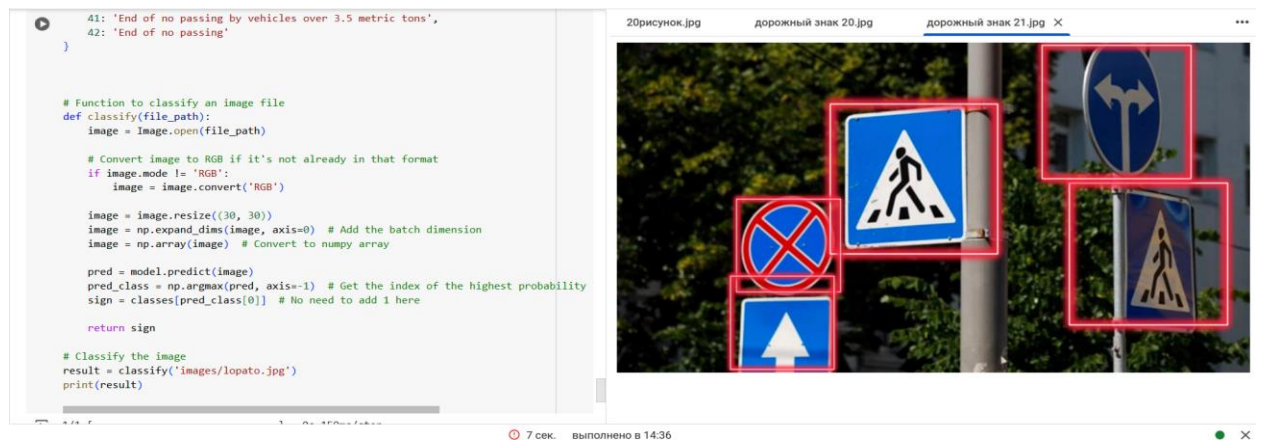 41: 'End of no passing by vehicles over 3.5 metric tons',
42: 'End of no passing'
}
# Function to classify an image file
def classify(file_path):
image = Image.open(file_path)
# Convert image to RGB if it's not already in that format
if image.mode != 'RGB':
image = image.convert('RGB')
image = image.resize((30, 30))
image = np.expand_dims(image, axis=0) # Add the batch dimension
image = np.array(image) # Convert to numpy array
pred = model.predict(image)
pred_class = np.argmax(pred, axis=-1) # Get the index of the highest probability
sign = classes[pred_class[0]] # No need to add 1 here
return sign
# Classify the image
result = classify('images/lopato.jpg')
print(result)
20рисунок.jpg
дорожный знак 20.jpg
дорожный знак 21.jpg
7 сек. выполнено в 14:36